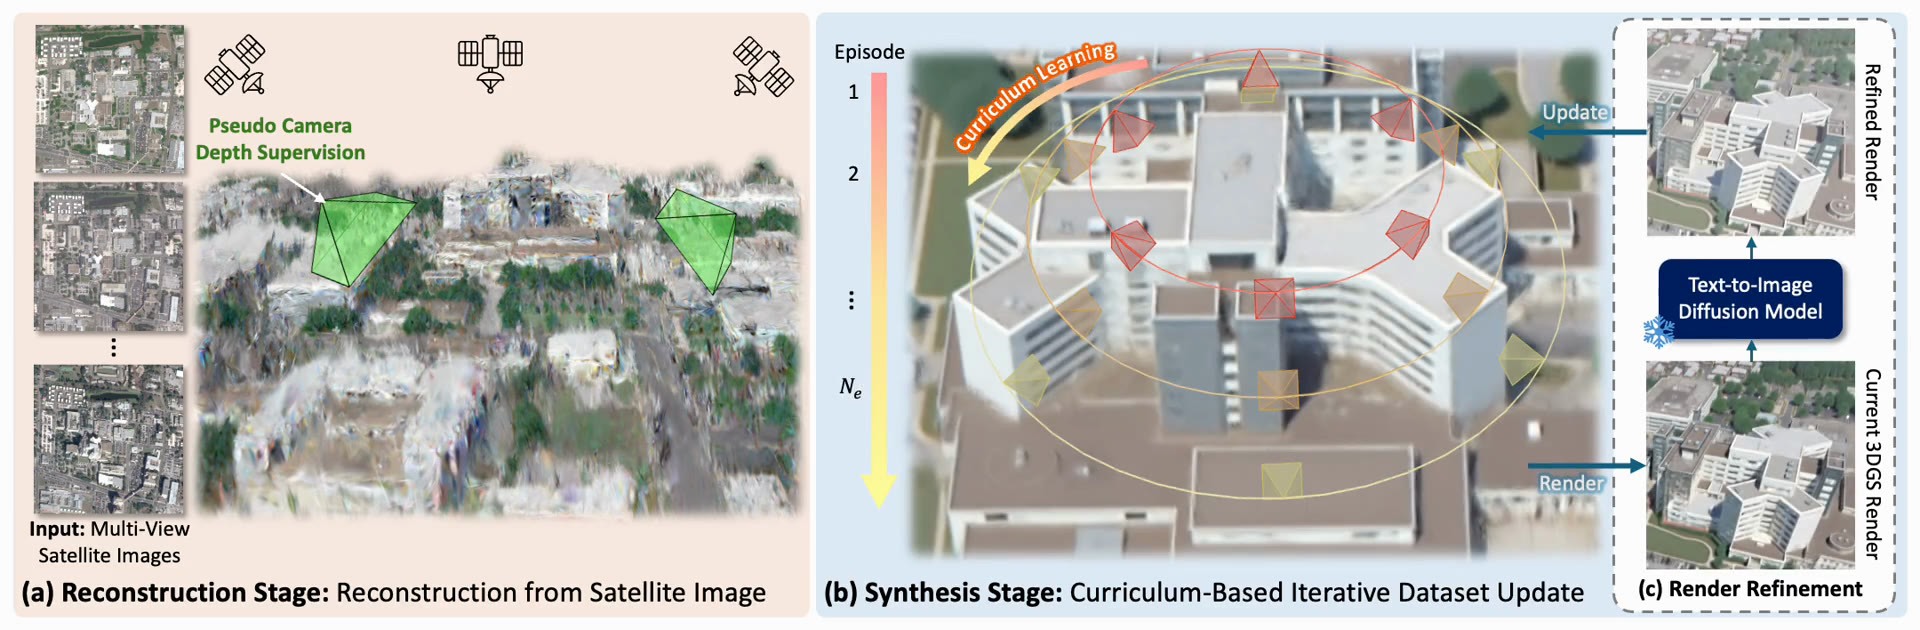 Pseudo Camera
Depth Supervision
⋮
Input: Multi-View
Satellite Images
(a) Reconstruction Stage: Reconstruction from Satellite Image
Episode
1
2
⋮
Nₑ
Curriculum Learning
Update
Render
(b) Synthesis Stage: Curriculum-Based Iterative Dataset Update
Refined Render
Text-to-Image
Diffusion Model
Current 3DGS Render
(c) Render Refinement